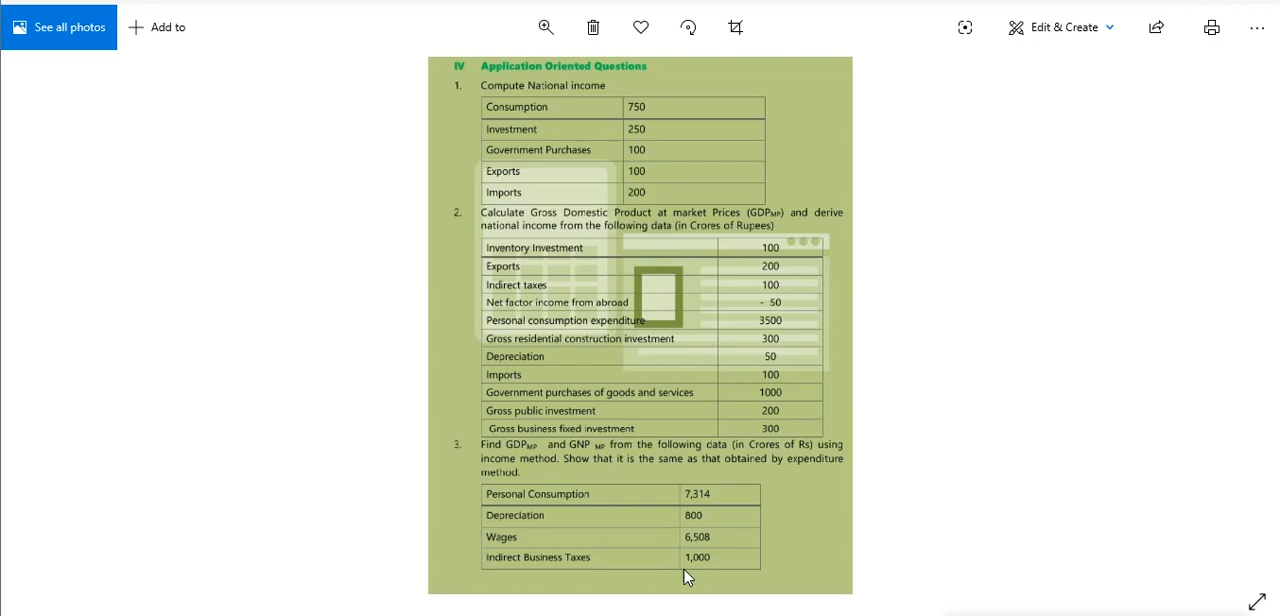 See all photos
Add to
Edit & Create
IV Application Oriented Questions
1. Compute National income
Consumption 750
Investment 250
Government Purchases 100
Exports 100
Imports 200
2. Calculate Gross Domestic Product at market Prices (GDPMP) and derive
national income from the following data (in Crores of Rupees)
Inventory Investment 100
Exports 200
Indirect taxes 100
Net factor income from abroad - 50
Personal consumption expenditure 3500
Gross residential construction investment 300
Depreciation 50
Imports 100
Government purchases of goods and services 1000
Gross public investment 200
Gross business fixed investment 300
3. Find GDPMP and GNP MP from the following data (in Crores of Rs) using
income method. Show that it is the same as that obtained by expenditure
method.
Personal Consumption 7,314
Depreciation 800
Wages 6,508
Indirect Business Taxes 1,000